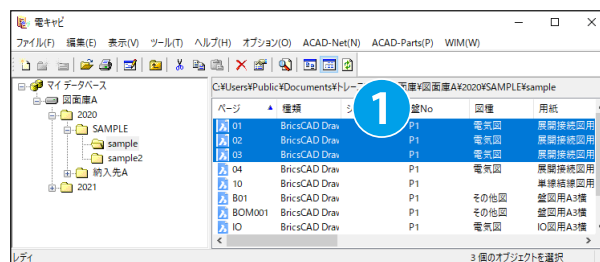 電キャビ
ファイル(F) 編集(E) 表示(V) ツール(T) ヘルプ(H) オプション(O) ACAD-Net(N) ACAD-Parts(P) WIM(W)
マイデータベース
図面庫A
2020
SAMPLE
sample
sample2
納入先A
2021
C:¥Users¥Public¥Documents¥トレー 庫¥図面庫A¥2020¥SAMPLE¥sample
1
ページ 種類 盤No 図種 用紙
01 BricsCAD Draw P1 電気図 展開接続図用
02 BricsCAD Draw P1 電気図 展開接続図用
03 BricsCAD Draw P1 電気図 展開接続図用
04 BricsCAD Draw P1 電気図 展開接続図用
10 BricsCAD Draw P1 単線結線図用
B01 BricsCAD Draw P1 その他図 盤図用A3横
BOM001 BricsCAD Draw P1 その他図 盤図用A3横
IO BricsCAD Draw P1 電気図 IO図用A3横
レディ
3 個のオブジェクトを選択